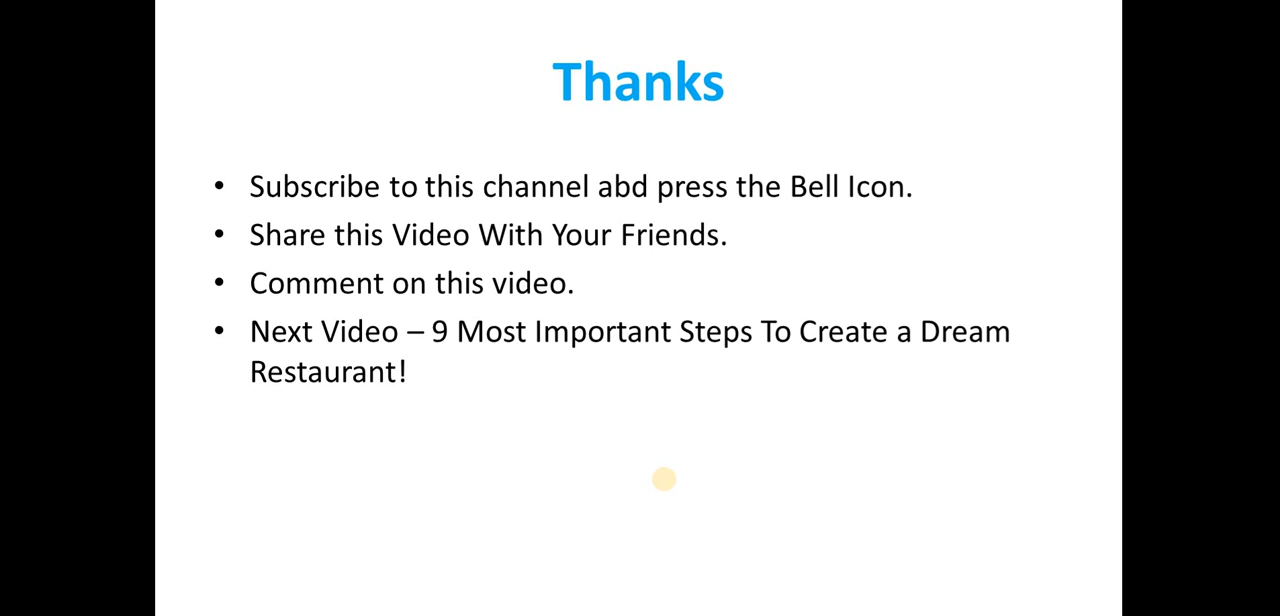 Thanks
• Subscribe to this channel abd press the Bell Icon.
• Share this Video With Your Friends.
• Comment on this video.
• Next Video – 9 Most Important Steps To Create a Dream
Restaurant!